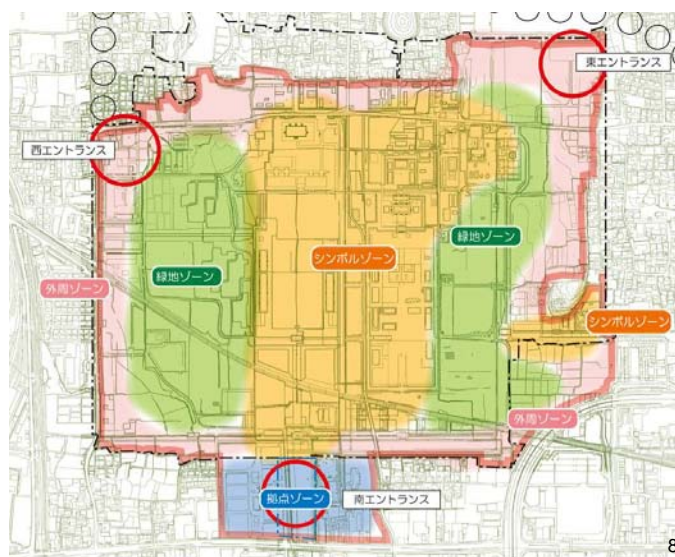 東エントランス
西エントランス
緑地ゾーン
シンボルゾーン
緑地ゾーン
外周ゾーン
シンボルゾーン
外周ゾーン
拠点ゾーン
南エントランス
8